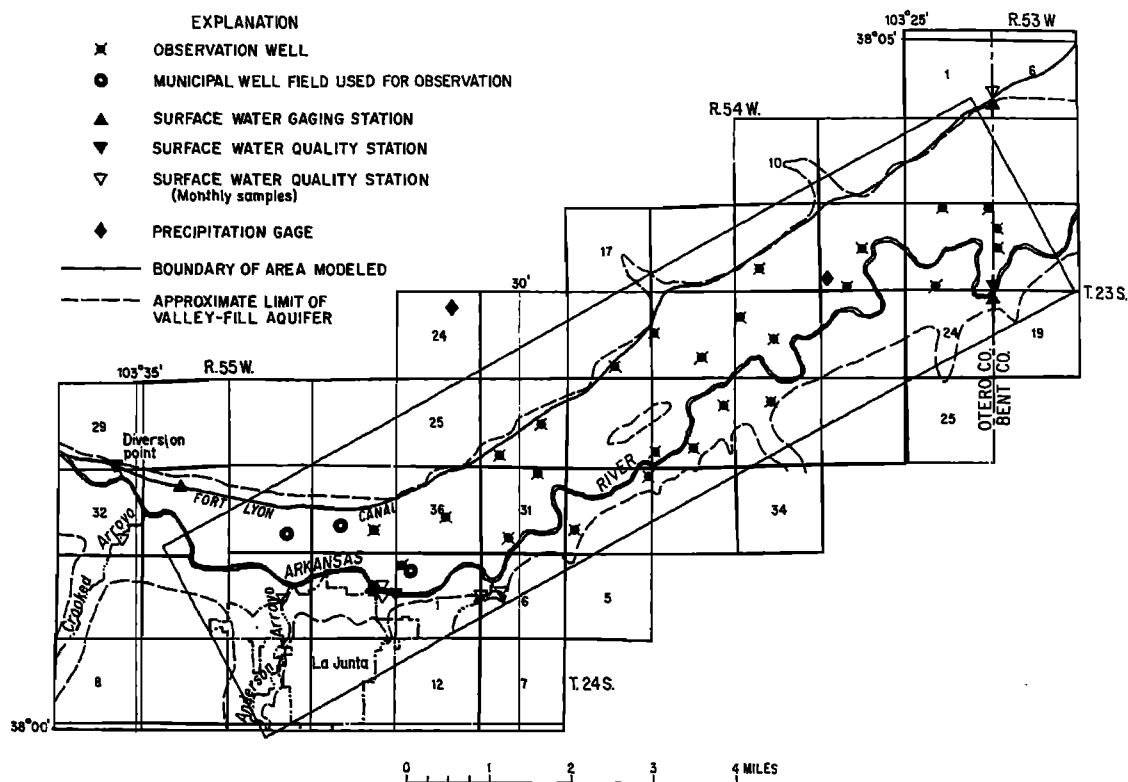 EXPLANATION
OBSERVATION WELL
MUNICIPAL WELL FIELD USED FOR OBSERVATION
SURFACE WATER GAGING STATION
SURFACE WATER QUALITY STATION
SURFACE WATER QUALITY STATION
(Monthly samples)
PRECIPITATION GAGE
BOUNDARY OF AREA MODELED
APPROXIMATE LIMIT OF
VALLEY-FILL AQUIFER
103°25'
R.53 W
38°05'
1
6
R.54 W.
10
17
30'
T. 23 S.
24
24
19
103°35'
R.55 W.
OTERO CO.
BENT CO.
29
25
25
Diversion
point
RIVER
FORT LYON CANAL
32
36
31
34
Arroyo
ARKANSAS
Crooked
1
6
5
Arroyo
La Junta
Anderson
8
12
7
T. 24 S.
38°00'
0 1 2 3 4 MILES